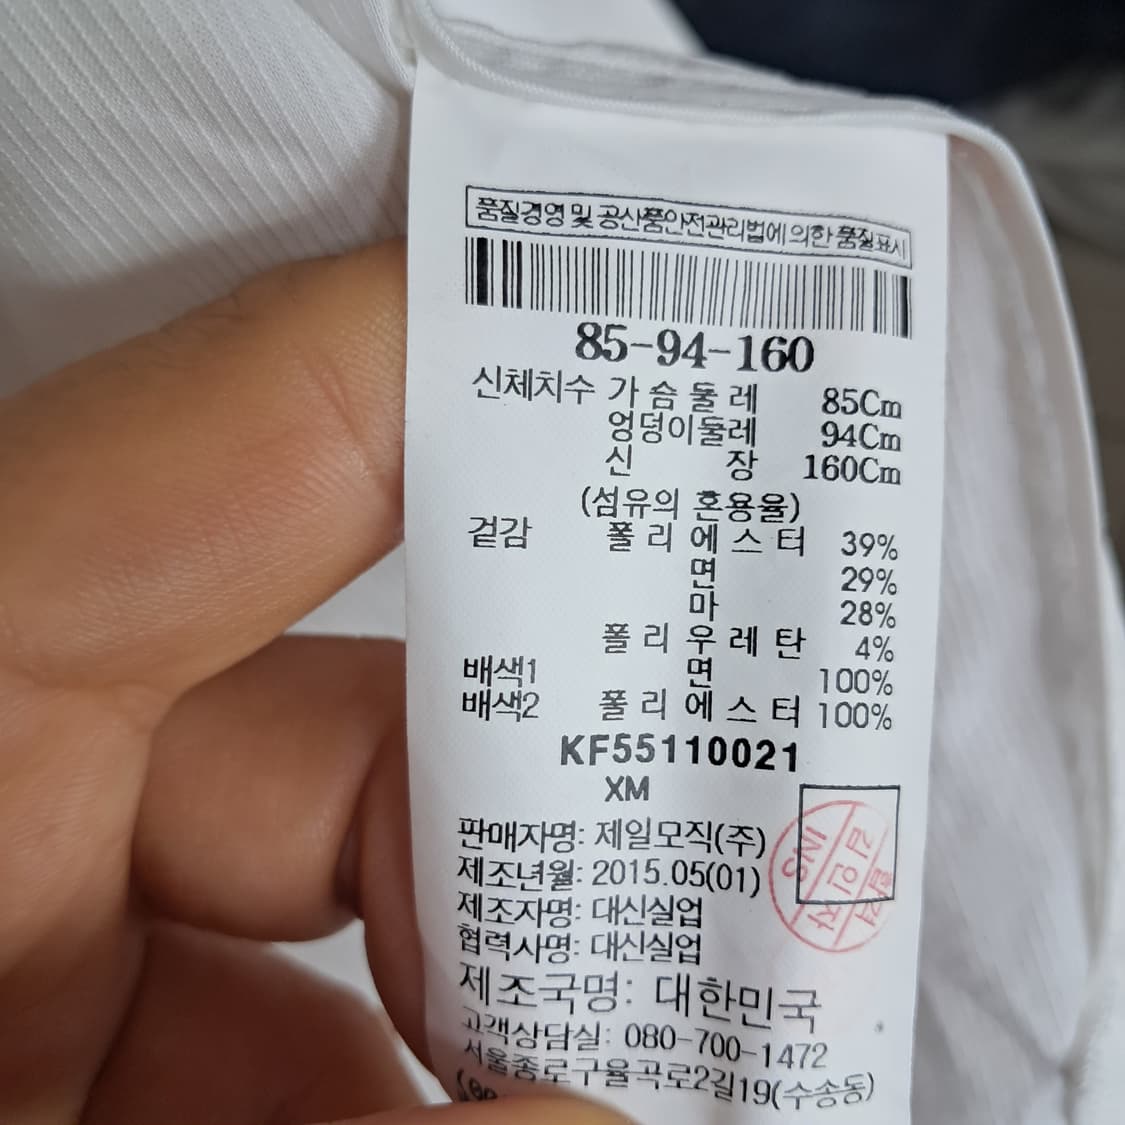 품질경영 및 공산품안전관리법에 의한 품질표시
85-94-160
신체치수 가슴둘레 85Cm
엉덩이둘레 94Cm
신장 160Cm
(섬유의 혼용율)
겉감 폴리에스터 39%
면 29%
마 28%
폴리우레탄 4%
배색1 면 100%
배색2 폴리에스터 100%
KF55110021
XM
판매자명: 제일모직(주)
제조년월: 2015.05(01)
제조자명: 대신실업
협력사명: 대신실업
제조국명: 대한민국
고객상담실: 080-700-1472
서울종로구율곡로2길19(수송동)
INS
합격